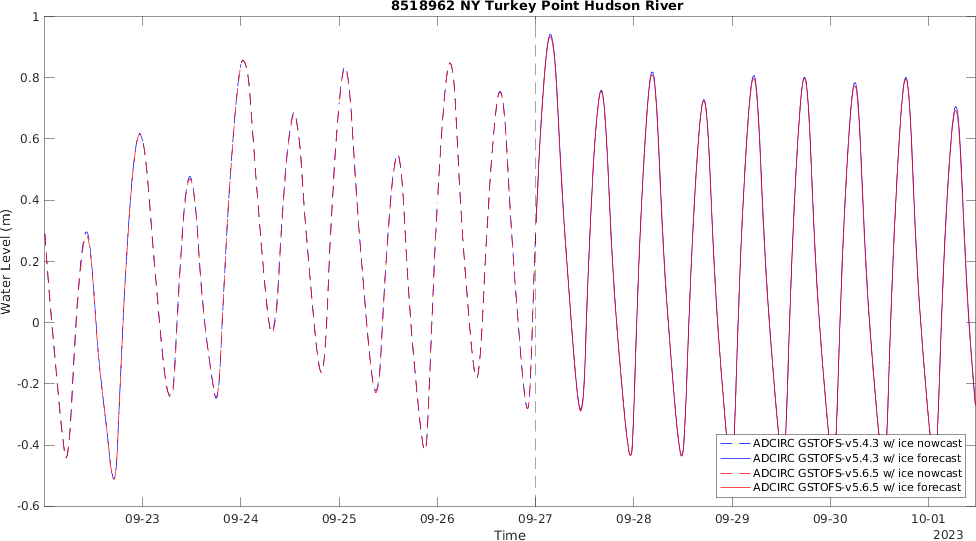 8518962 NY Turkey Point Hudson River
1
0.8
0.6
0.4
0.2
0
-0.2
-0.4
-0.6
Water Level (m)
ADCIRC GSTOFS-v5.4.3 w/ ice nowcast
ADCIRC GSTOFS-v5.4.3 w/ ice forecast
ADCIRC GSTOFS-v5.6.5 w/ ice nowcast
ADCIRC GSTOFS-v5.6.5 w/ ice forecast
09-23 09-24 09-25 09-26 09-27 09-28 09-29 09-30 10-01
Time
2023